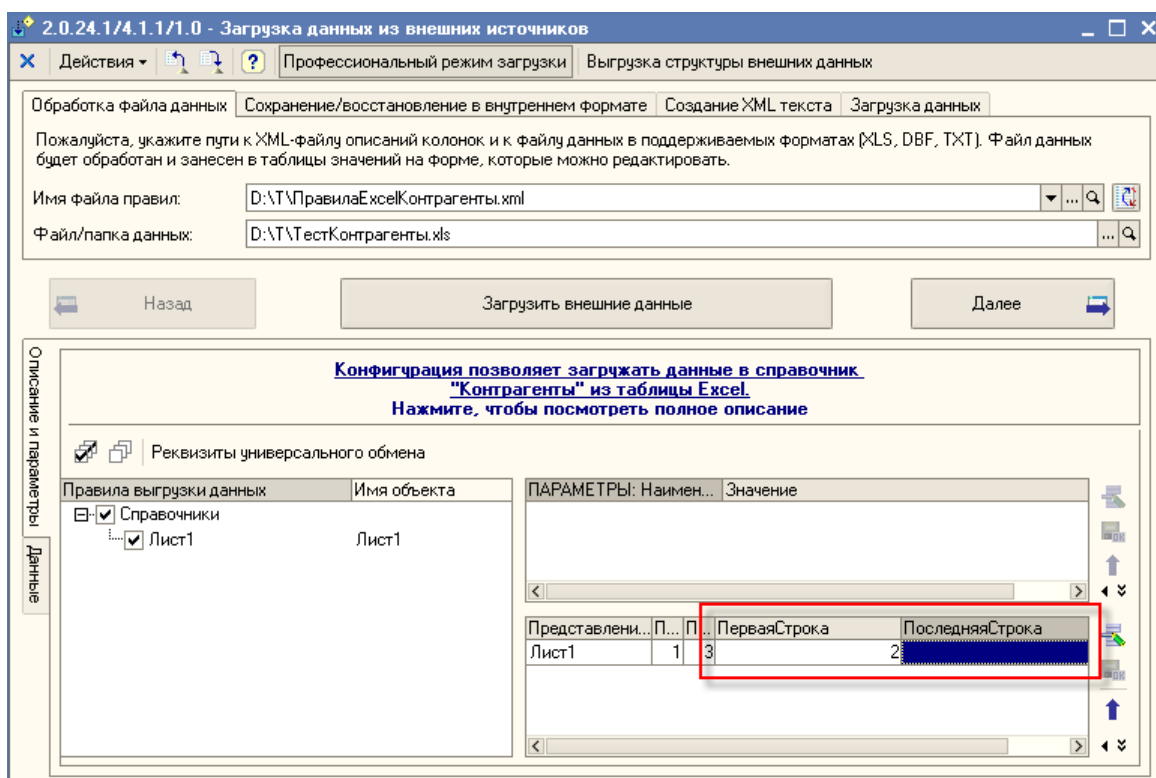 2.0.24.1/4.1.1/1.0 - Загрузка данных из внешних источников
Действия ? Профессиональный режим загрузки Выгрузка структуры внешних данных
Обработка файла данных Сохранение/восстановление в внутреннем формате Создание XML текста Загрузка данных
Пожалуйста, укажите пути к XML-файлу описаний колонок и к файлу данных в поддерживаемых форматах (XLS, DBF, TXT). Файл данных
будет обработан и занесен в таблицы значений на форме, которые можно редактировать.
Имя файла правил: D:\T\ПравилаExcelКонтрагенты.xml ...
Файл/папка данных: D:\T\ТестКонтрагенты.xls ...
Назад Загрузить внешние данные Далее
Описание и параметры
Данные
Конфигурация позволяет загружать данные в справочник
"Контрагенты" из таблицы Excel.
Нажмите, чтобы посмотреть полное описание
Реквизиты универсального обмена
Правила выгрузки данных Имя объекта
Справочники
Лист1 Лист1
ПАРАМЕТРЫ: Наимен... Значение
OK
Представлени... П... П... ПерваяСтрока ПоследняяСтрока
Лист1 1 3 2
OK